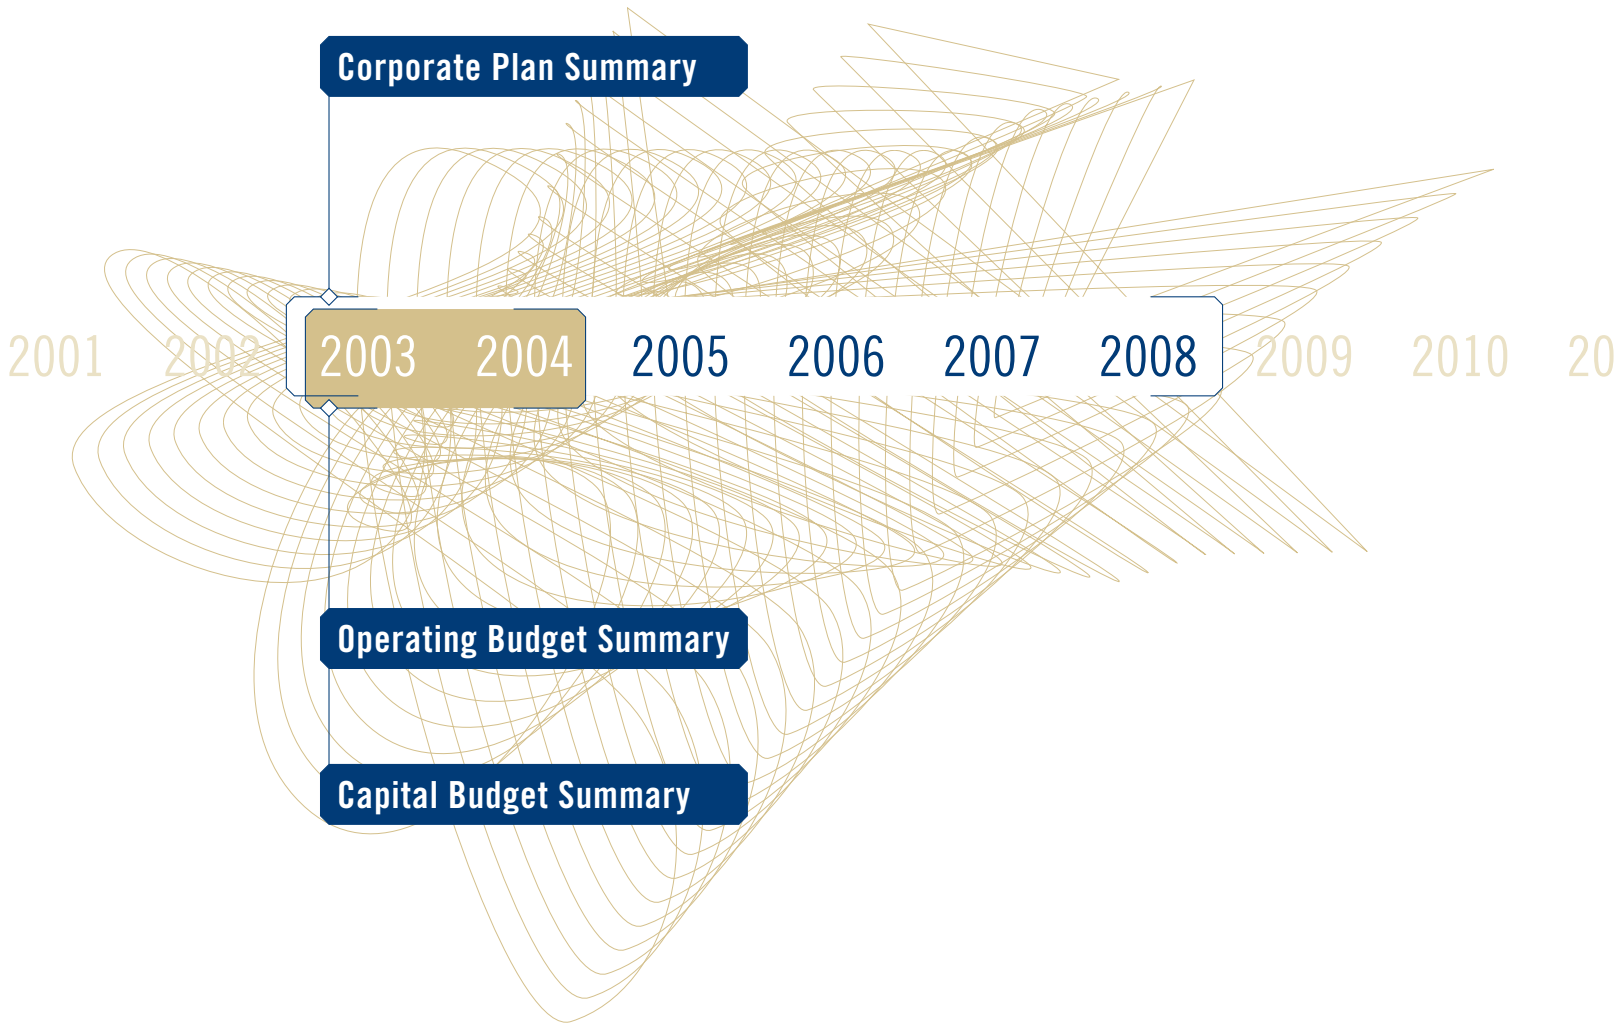 Corporate Plan Summary
2001 2002 2003 2004 2005 2006 2007 2008 2009 2010 20
Operating Budget Summary
Capital Budget Summary